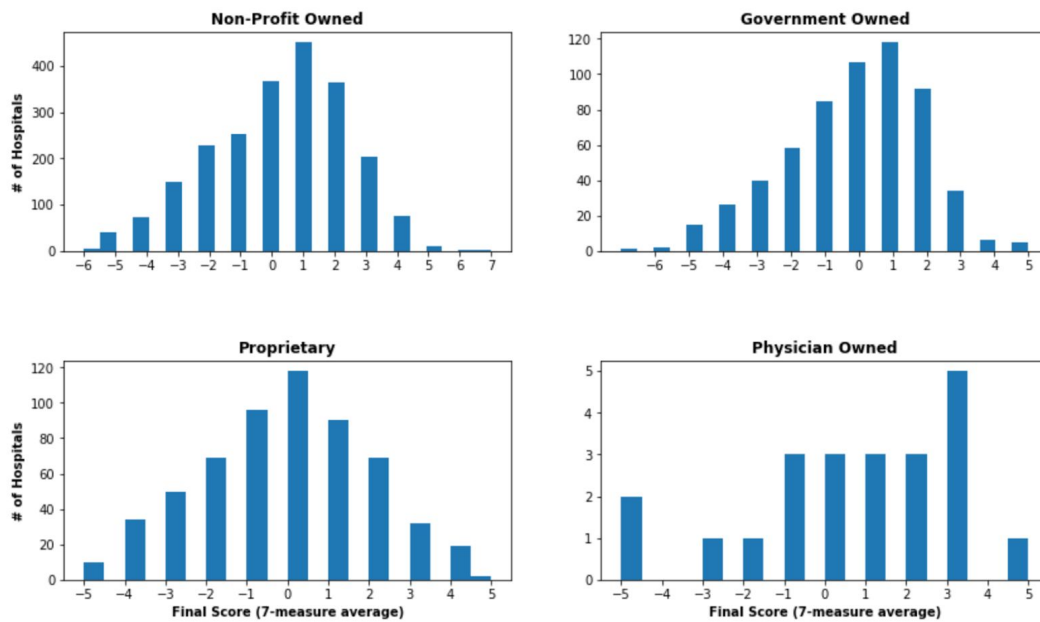 Non-Profit Owned
# of Hospitals
400
300
200
100
0
−6 −5 −4 −3 −2 −1 0 1 2 3 4 5 6 7
Government Owned
120
100
80
60
40
20
0
−6 −5 −4 −3 −2 −1 0 1 2 3 4 5
Proprietary
# of Hospitals
120
100
80
60
40
20
0
−5 −4 −3 −2 −1 0 1 2 3 4 5
Final Score (7-measure average)
Physician Owned
5
4
3
2
1
0
−5 −4 −3 −2 −1 0 1 2 3 4 5
Final Score (7-measure average)